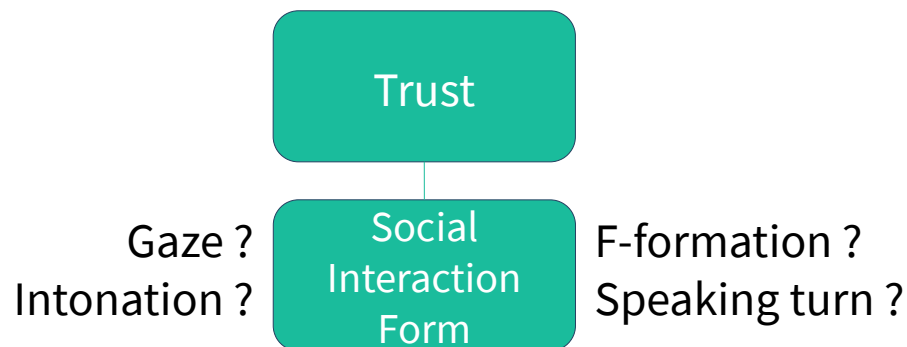 Trust
Gaze ?
Intonation ?
Social
Interaction
Form
F-formation ?
Speaking turn ?